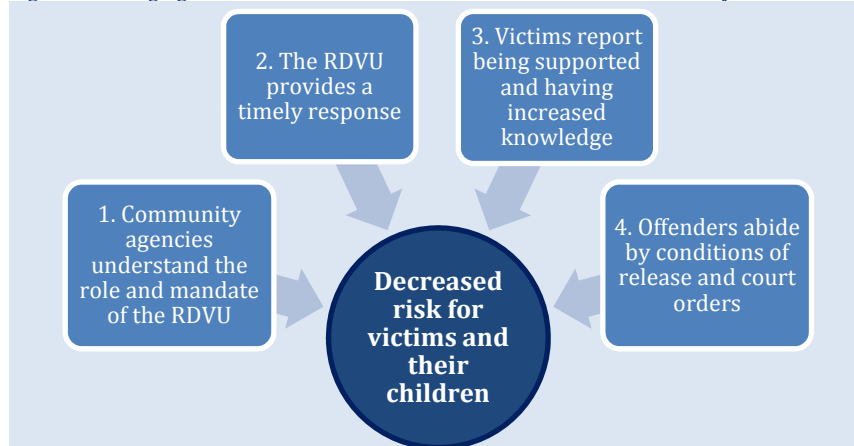 1. Community
agencies
understand the
role and mandate
of the RDVU
2. The RDVU
provides a
timely response
3. Victims report
being supported
and having
increased
knowledge
4. Offenders abide
by conditions of
release and court
orders
Decreased
risk for
victims and
their
children